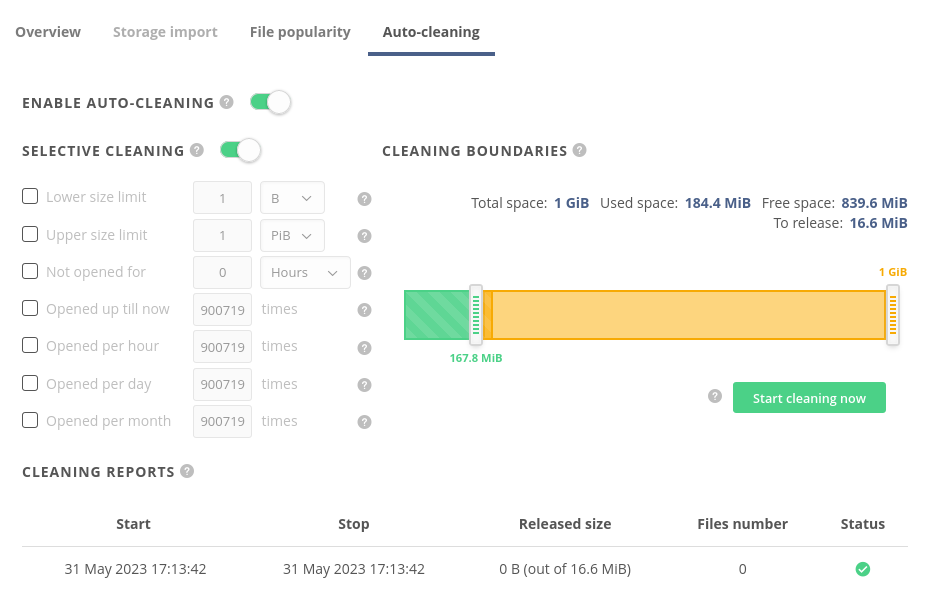 Overview Storage import File popularity Auto-cleaning
ENABLE AUTO-CLEANING ?
SELECTIVE CLEANING ?
Lower size limit 1 B ?
Upper size limit 1 PiB ?
Not opened for 0 Hours ?
Opened up till now 900719 times ?
Opened per hour 900719 times ?
Opened per day 900719 times ?
Opened per month 900719 times ?
CLEANING BOUNDARIES ?
Total space: 1 GiB Used space: 184.4 MiB Free space: 839.6 MiB
To release: 16.6 MiB
1 GiB
167.8 MiB
? Start cleaning now
CLEANING REPORTS ?
Start Stop Released size Files number Status
31 May 2023 17:13:42 31 May 2023 17:13:42 0 B (out of 16.6 MiB) 0